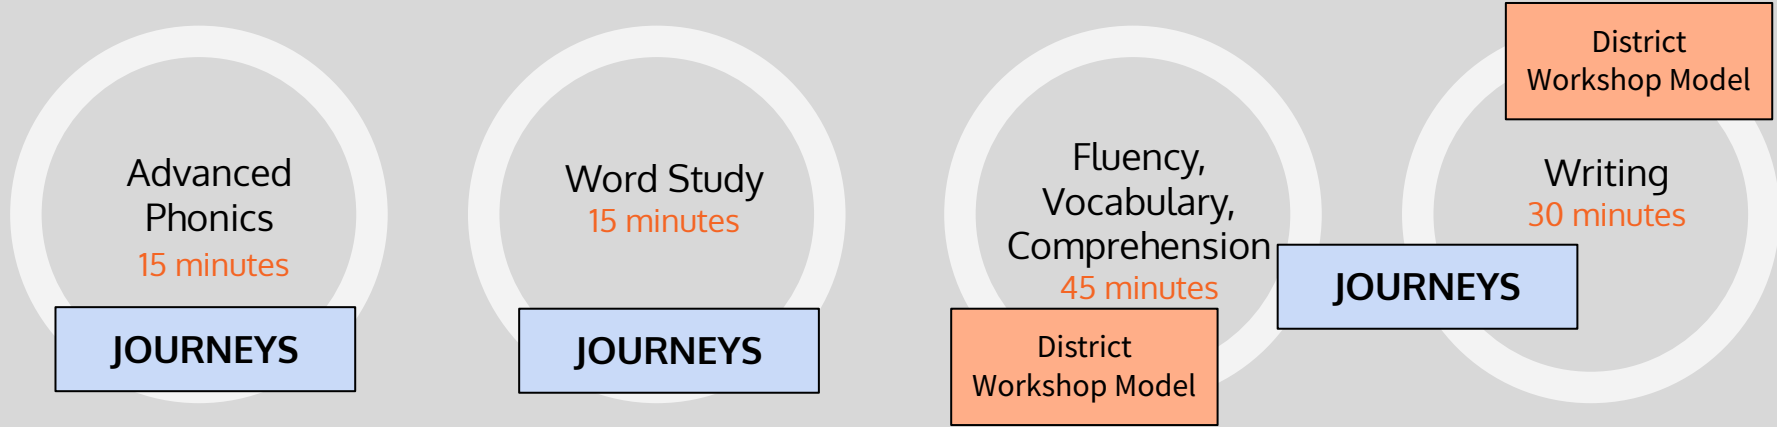 Advanced
Phonics
15 minutes
JOURNEYS
Word Study
15 minutes
JOURNEYS
Fluency,
Vocabulary,
Comprehension
45 minutes
District
Workshop Model
JOURNEYS
District
Workshop Model
Writing
30 minutes